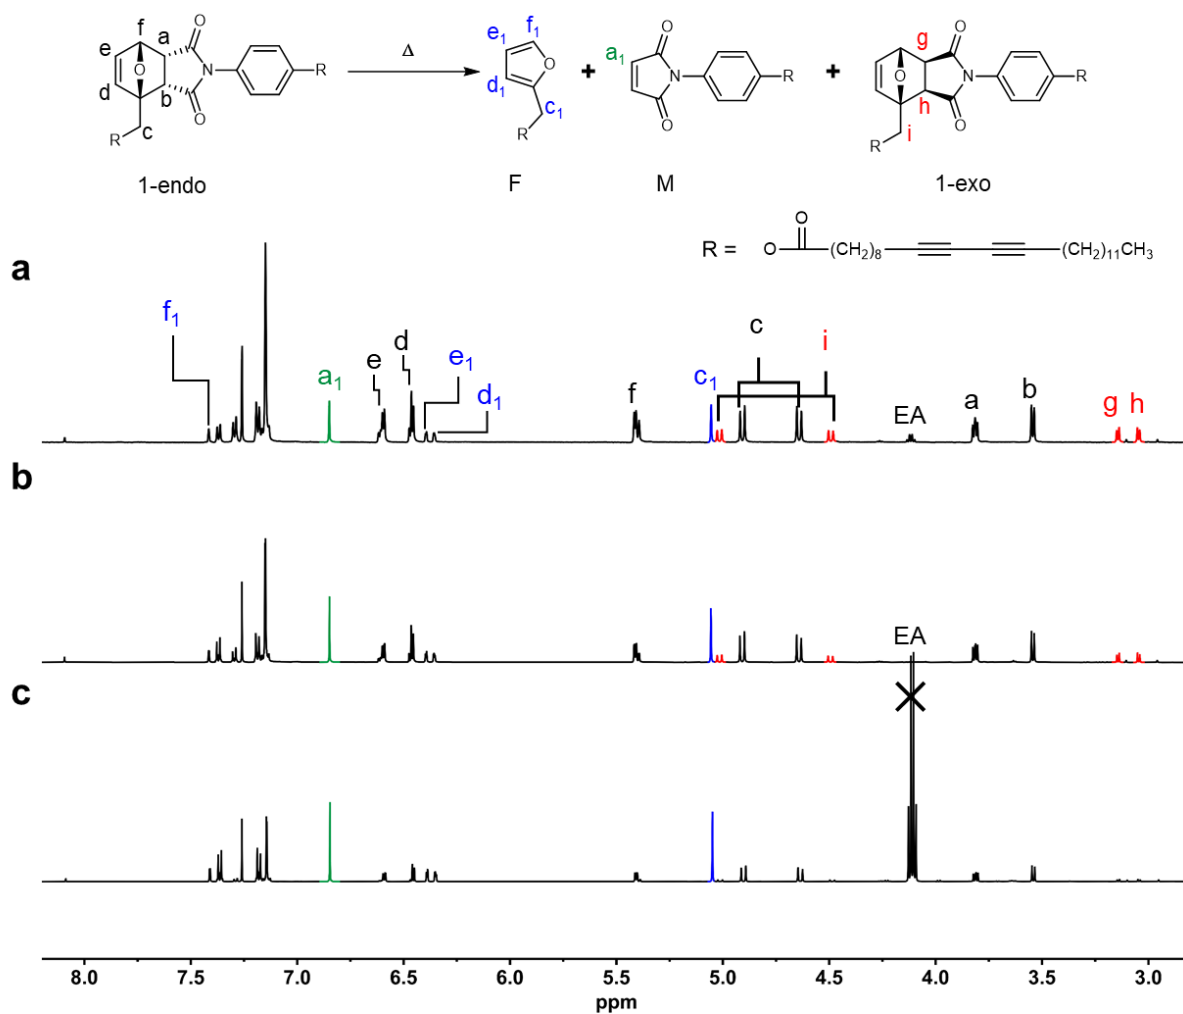 f a
e
d b
c
O
O
N
O
R
R
Δ
e₁ f₁
d₁
O
c₁
R
+
a₁
O
N
O
R
+
g
O
O
N
h
O
R
R
i
1-endo
F
M
1-exo
R = O O (CH₂)₈ (CH₂)₁₁CH₃
a
f₁ a₁ e d e₁ d₁ f c₁ c i EA a b g h
b
EA
c
8.0 7.5 7.0 6.5 6.0 5.5 5.0 4.5 4.0 3.5 3.0
ppm